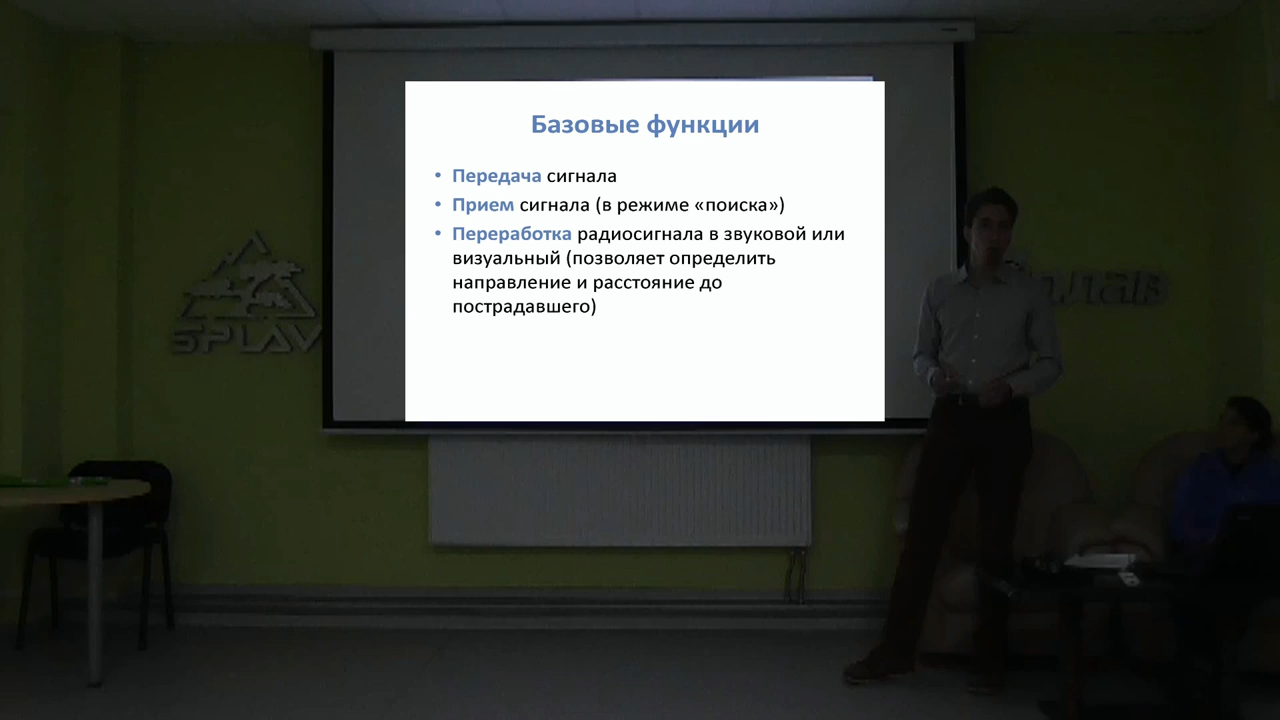 Базовые функции
• Передача сигнала
• Прием сигнала (в режиме «поиска»)
• Переработка радиосигнала в звуковой или
визуальный (позволяет определить
направление и расстояние до
пострадавшего)
SPLAV